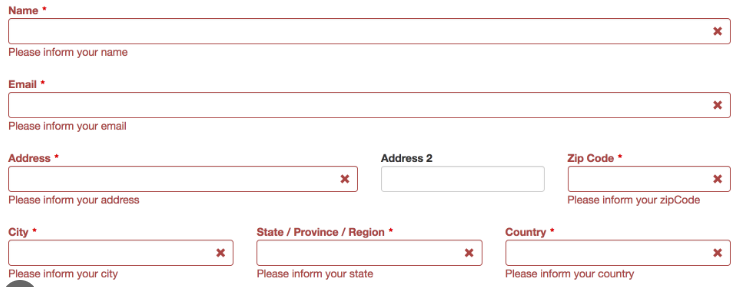 Name *
Please inform your name
Email *
Please inform your email
Address * Address 2 Zip Code *
Please inform your address Please inform your zipCode
City * State / Province / Region * Country *
Please inform your city Please inform your state Please inform your country